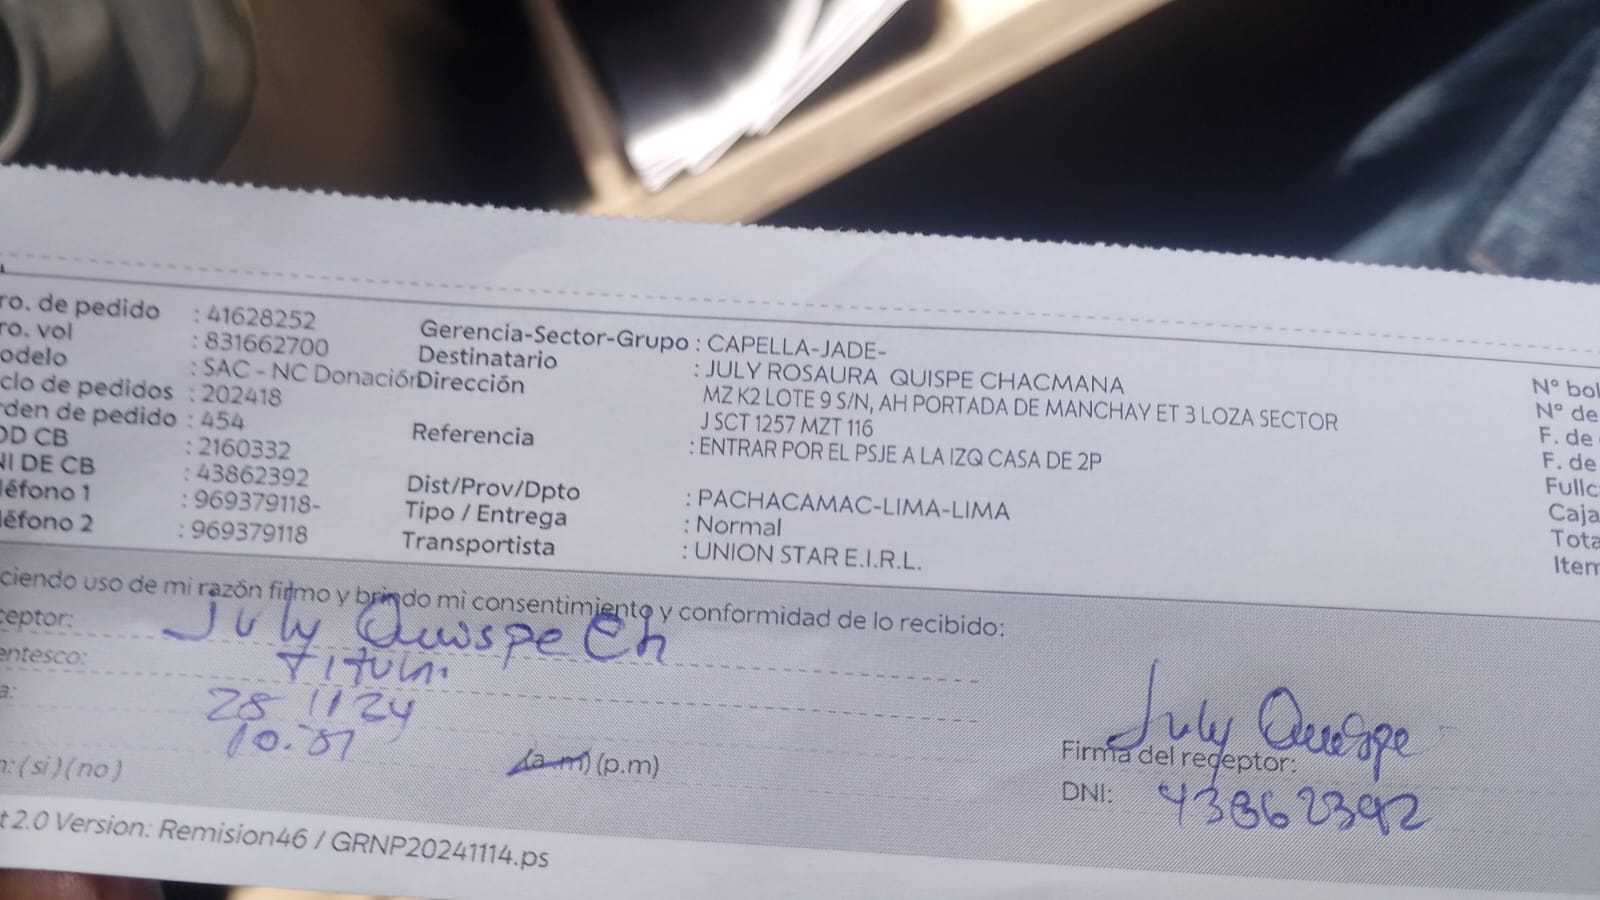 ro. de pedido : 41628252
ro. vol : 831662700
odelo : SAC - NC Donación
clo de pedidos : 202418
rden de pedido : 454
OD CB : 2160332
NI DE CB : 43862392
léfono 1 : 969379118-
léfono 2 : 969379118
Gerencia-Sector-Grupo : CAPELLA-JADE-
Destinatario : JULY ROSAURA QUISPE CHACMANA
Dirección MZ K2 LOTE 9 S/N, AH PORTADA DE MANCHAY ET 3 LOZA SECTOR
J SCT 1257 MZT 116
Referencia : ENTRAR POR EL PSJE A LA IZQ CASA DE 2P
Dist/Prov/Dpto : PACHACAMAC-LIMA-LIMA
Tipo / Entrega : Normal
Transportista : UNION STAR E.I.R.L.
N° bol
N° de
F. de
F. de
Fullc
Caja
Tota
Item
ciendo uso de mi razón firmo y brindo mi consentimiento y conformidad de lo recibido:
ceptor: July Quispe Ch
entesco: titular
a: 28 11 24
10:01
n: (si) (no) (a.m) (p.m)
July Quispe
Firma del receptor:
DNI: 43862392
t 2.0 Version: Remision46 / GRNP20241114.ps